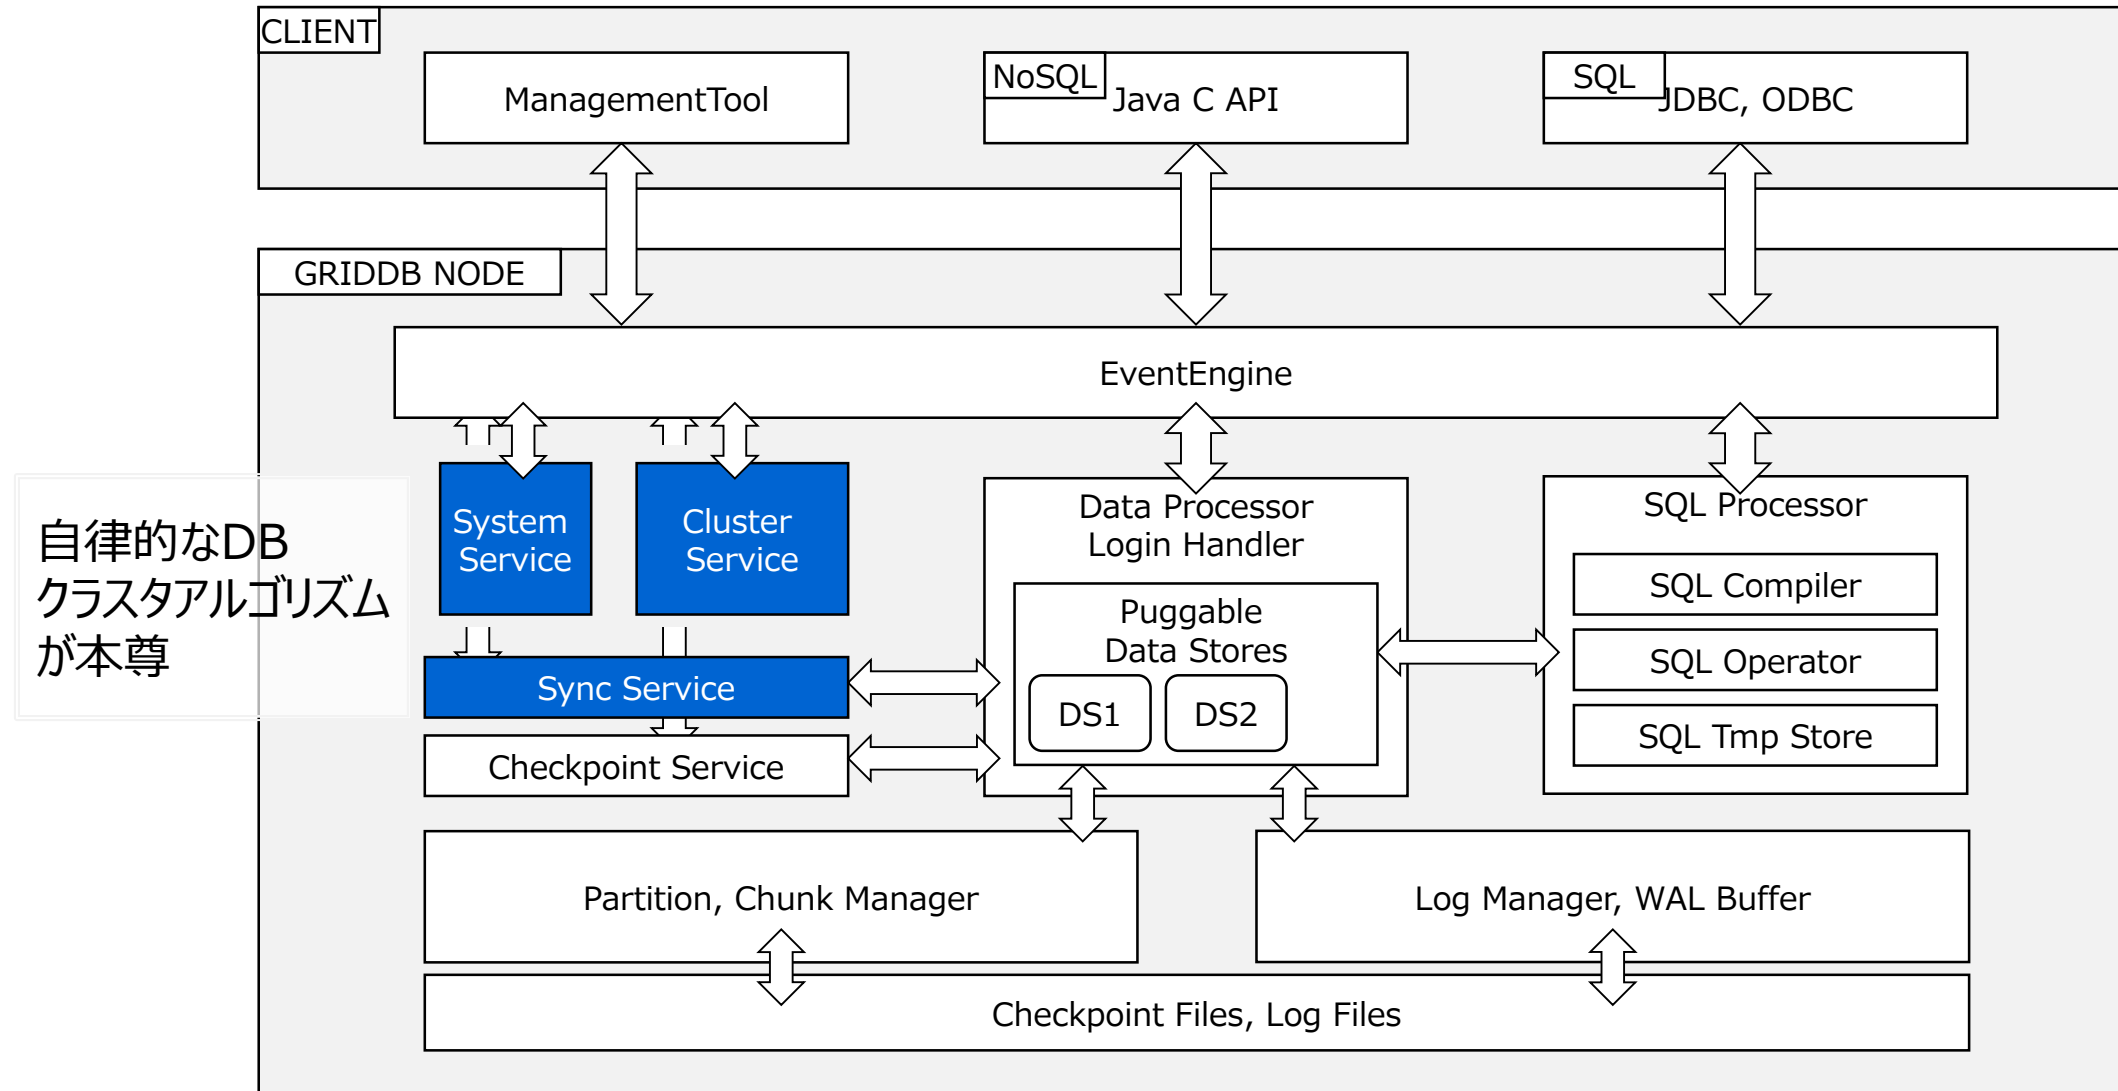 CLIENT
ManagementTool
NoSQL
Java C API
SQL
JDBC, ODBC
GRIDDB NODE
EventEngine
自律的なDB
クラスタアルゴリズム
が本尊
System
Service
Cluster
Service
Sync Service
Checkpoint Service
Data Processor
Login Handler
Puggable
Data Stores
DS1
DS2
SQL Processor
SQL Compiler
SQL Operator
SQL Tmp Store
Partition, Chunk Manager
Log Manager, WAL Buffer
Checkpoint Files, Log Files